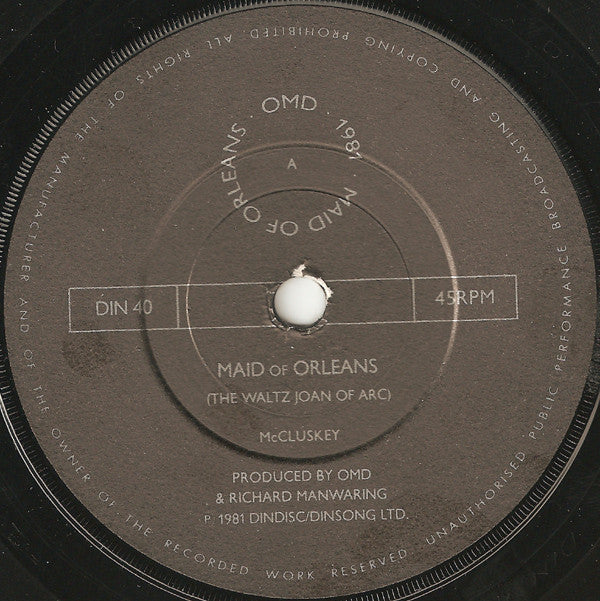 ALL RIGHTS OF THE MANUFACTURER AND OF THE OWNER OF THE RECORDED WORK RESERVED. UNAUTHORISED PUBLIC PERFORMANCE BROADCASTING AND COPYING PROHIBITED.
OMD · 1981 · MAID OF ORLEANS ·
A
DIN 40
45RPM
MAID OF ORLEANS
(THE WALTZ JOAN OF ARC)
McCLUSKEY
PRODUCED BY OMD
& RICHARD MANWARING
P. 1981 DINDISC/DINSONG LTD.